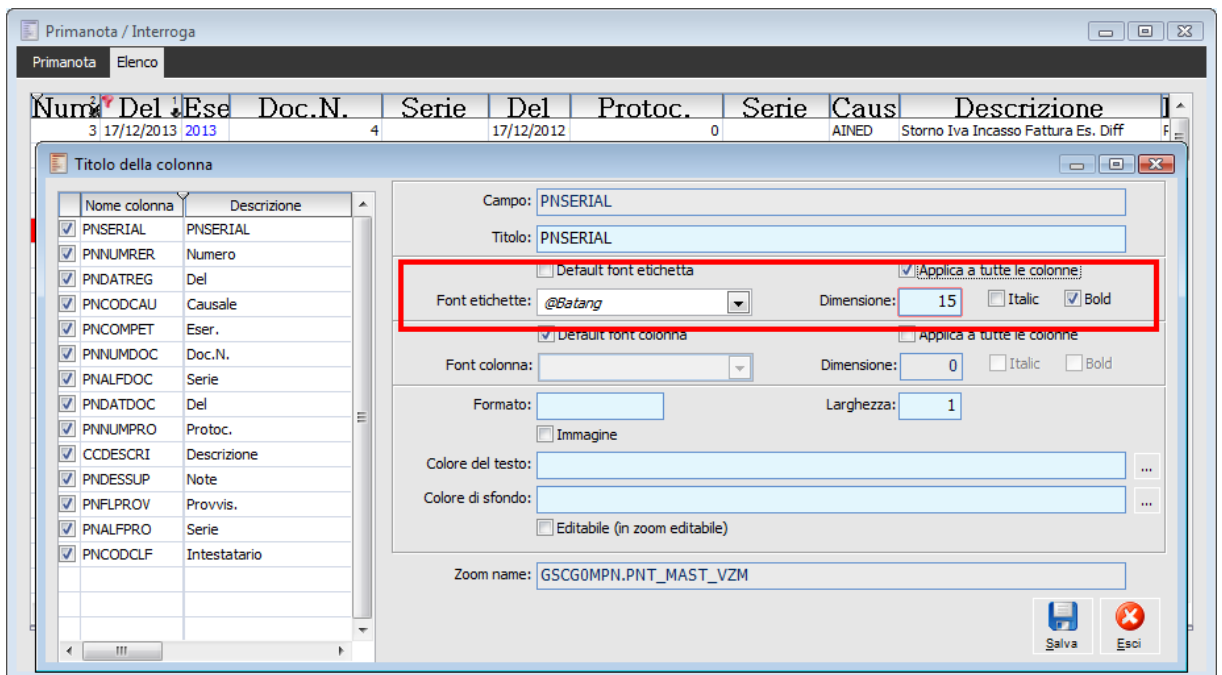 Primanota / Interroga
Primanota Elenco
Num 2 Del 1 Ese Doc.N. Serie Del Protoc. Serie Caus Descrizione
3 17/12/2013 2013 4 17/12/2012 0 AINED Storno Iva Incasso Fattura Es. Diff F
Titolo della colonna
Nome colonna Descrizione
PNSERIAL PNSERIAL
PNNUMRER Numero
PNDATREG Del
PNCODCAU Causale
PNCOMPET Eser.
PNNUMDOC Doc.N.
PNALFDOC Serie
PNDATDOC Del
PNNUMPRO Protoc.
CCDESCRI Descrizione
PNDESSUP Note
PNFLPROV Provvis.
PNALFPRO Serie
PNCODCLF Intestatario
Campo: PNSERIAL
Titolo: PNSERIAL
Default font etichetta Applica a tutte le colonne
Font etichette: @Batang Dimensione: 15 Italic Bold
Default font colonna Applica a tutte le colonne
Font colonna: Dimensione: 0 Italic Bold
Formato: Larghezza: 1
Immagine
Colore del testo: ...
Colore di sfondo: ...
Editabile (in zoom editabile)
Zoom name: GSCG0MPN.PNT_MAST_VZM
Salva Esci